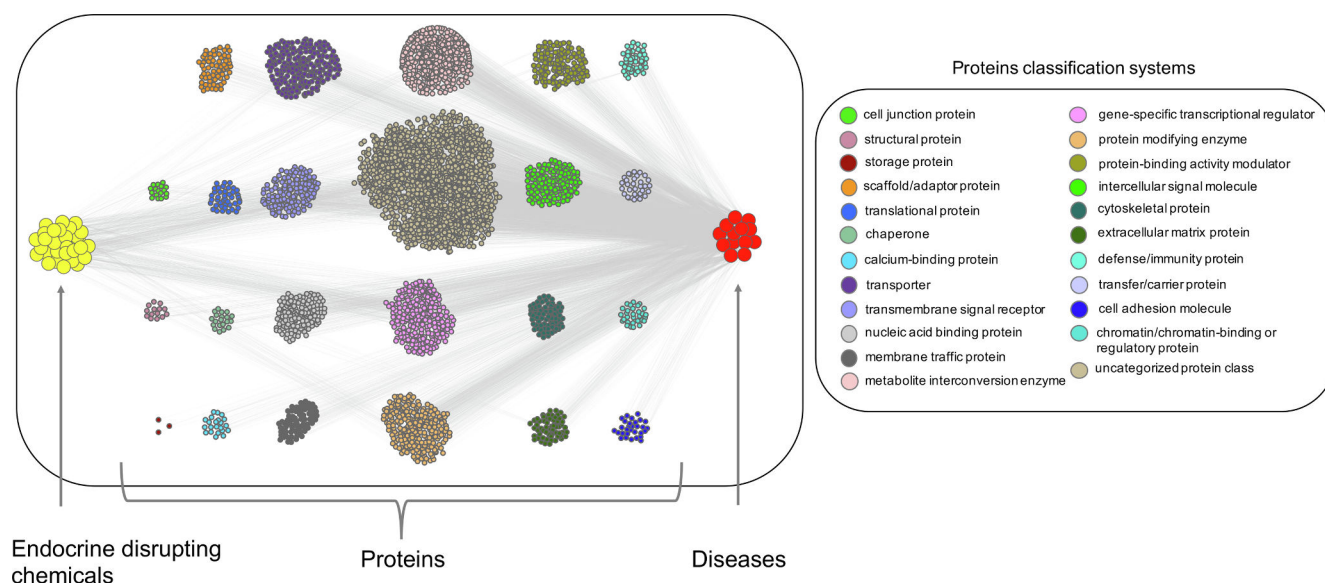 Proteins classification systems
cell junction protein
structural protein
storage protein
scaffold/adaptor protein
translational protein
chaperone
calcium-binding protein
transporter
transmembrane signal receptor
nucleic acid binding protein
membrane traffic protein
metabolite interconversion enzyme
gene-specific transcriptional regulator
protein modifying enzyme
protein-binding activity modulator
intercellular signal molecule
cytoskeletal protein
extracellular matrix protein
defense/immunity protein
transfer/carrier protein
cell adhesion molecule
chromatin/chromatin-binding or
regulatory protein
uncategorized protein class
Endocrine disrupting
chemicals
Proteins
Diseases